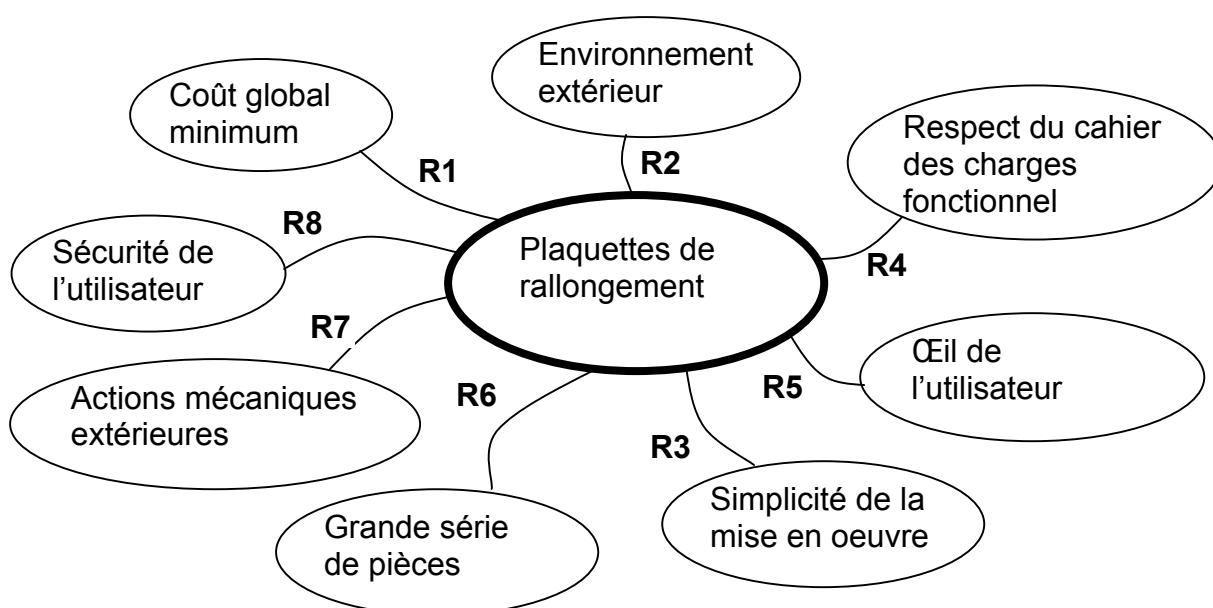 Environnement
extérieur
Coût global
minimum
Respect du cahier
des charges
fonctionnel
R1
R2
R8
R4
Sécurité de
l'utilisateur
Plaquettes de
rallongement
R7
Œil de
l'utilisateur
R6
R5
Actions mécaniques
extérieures
R3
Simplicité de la
mise en oeuvre
Grande série
de pièces